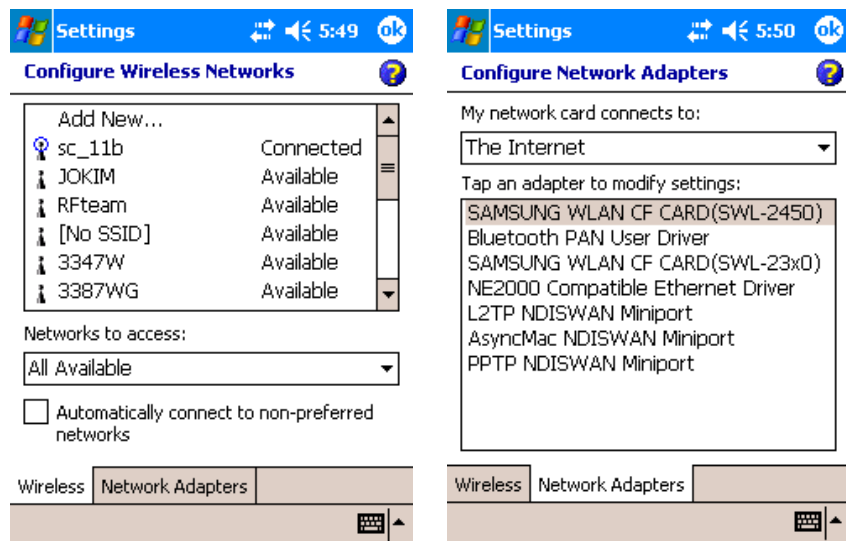 Settings 5:49 ok
Configure Wireless Networks ?
Add New...
sc_11b Connected
JOKIM Available
RFteam Available
[No SSID] Available
3347W Available
3387WG Available
Networks to access:
All Available
Automatically connect to non-preferred
networks
Wireless Network Adapters
Settings 5:50 ok
Configure Network Adapters ?
My network card connects to:
The Internet
Tap an adapter to modify settings:
SAMSUNG WLAN CF CARD(SWL-2450)
Bluetooth PAN User Driver
SAMSUNG WLAN CF CARD(SWL-23x0)
NE2000 Compatible Ethernet Driver
L2TP NDISWAN Miniport
AsyncMac NDISWAN Miniport
PPTP NDISWAN Miniport
Wireless Network Adapters